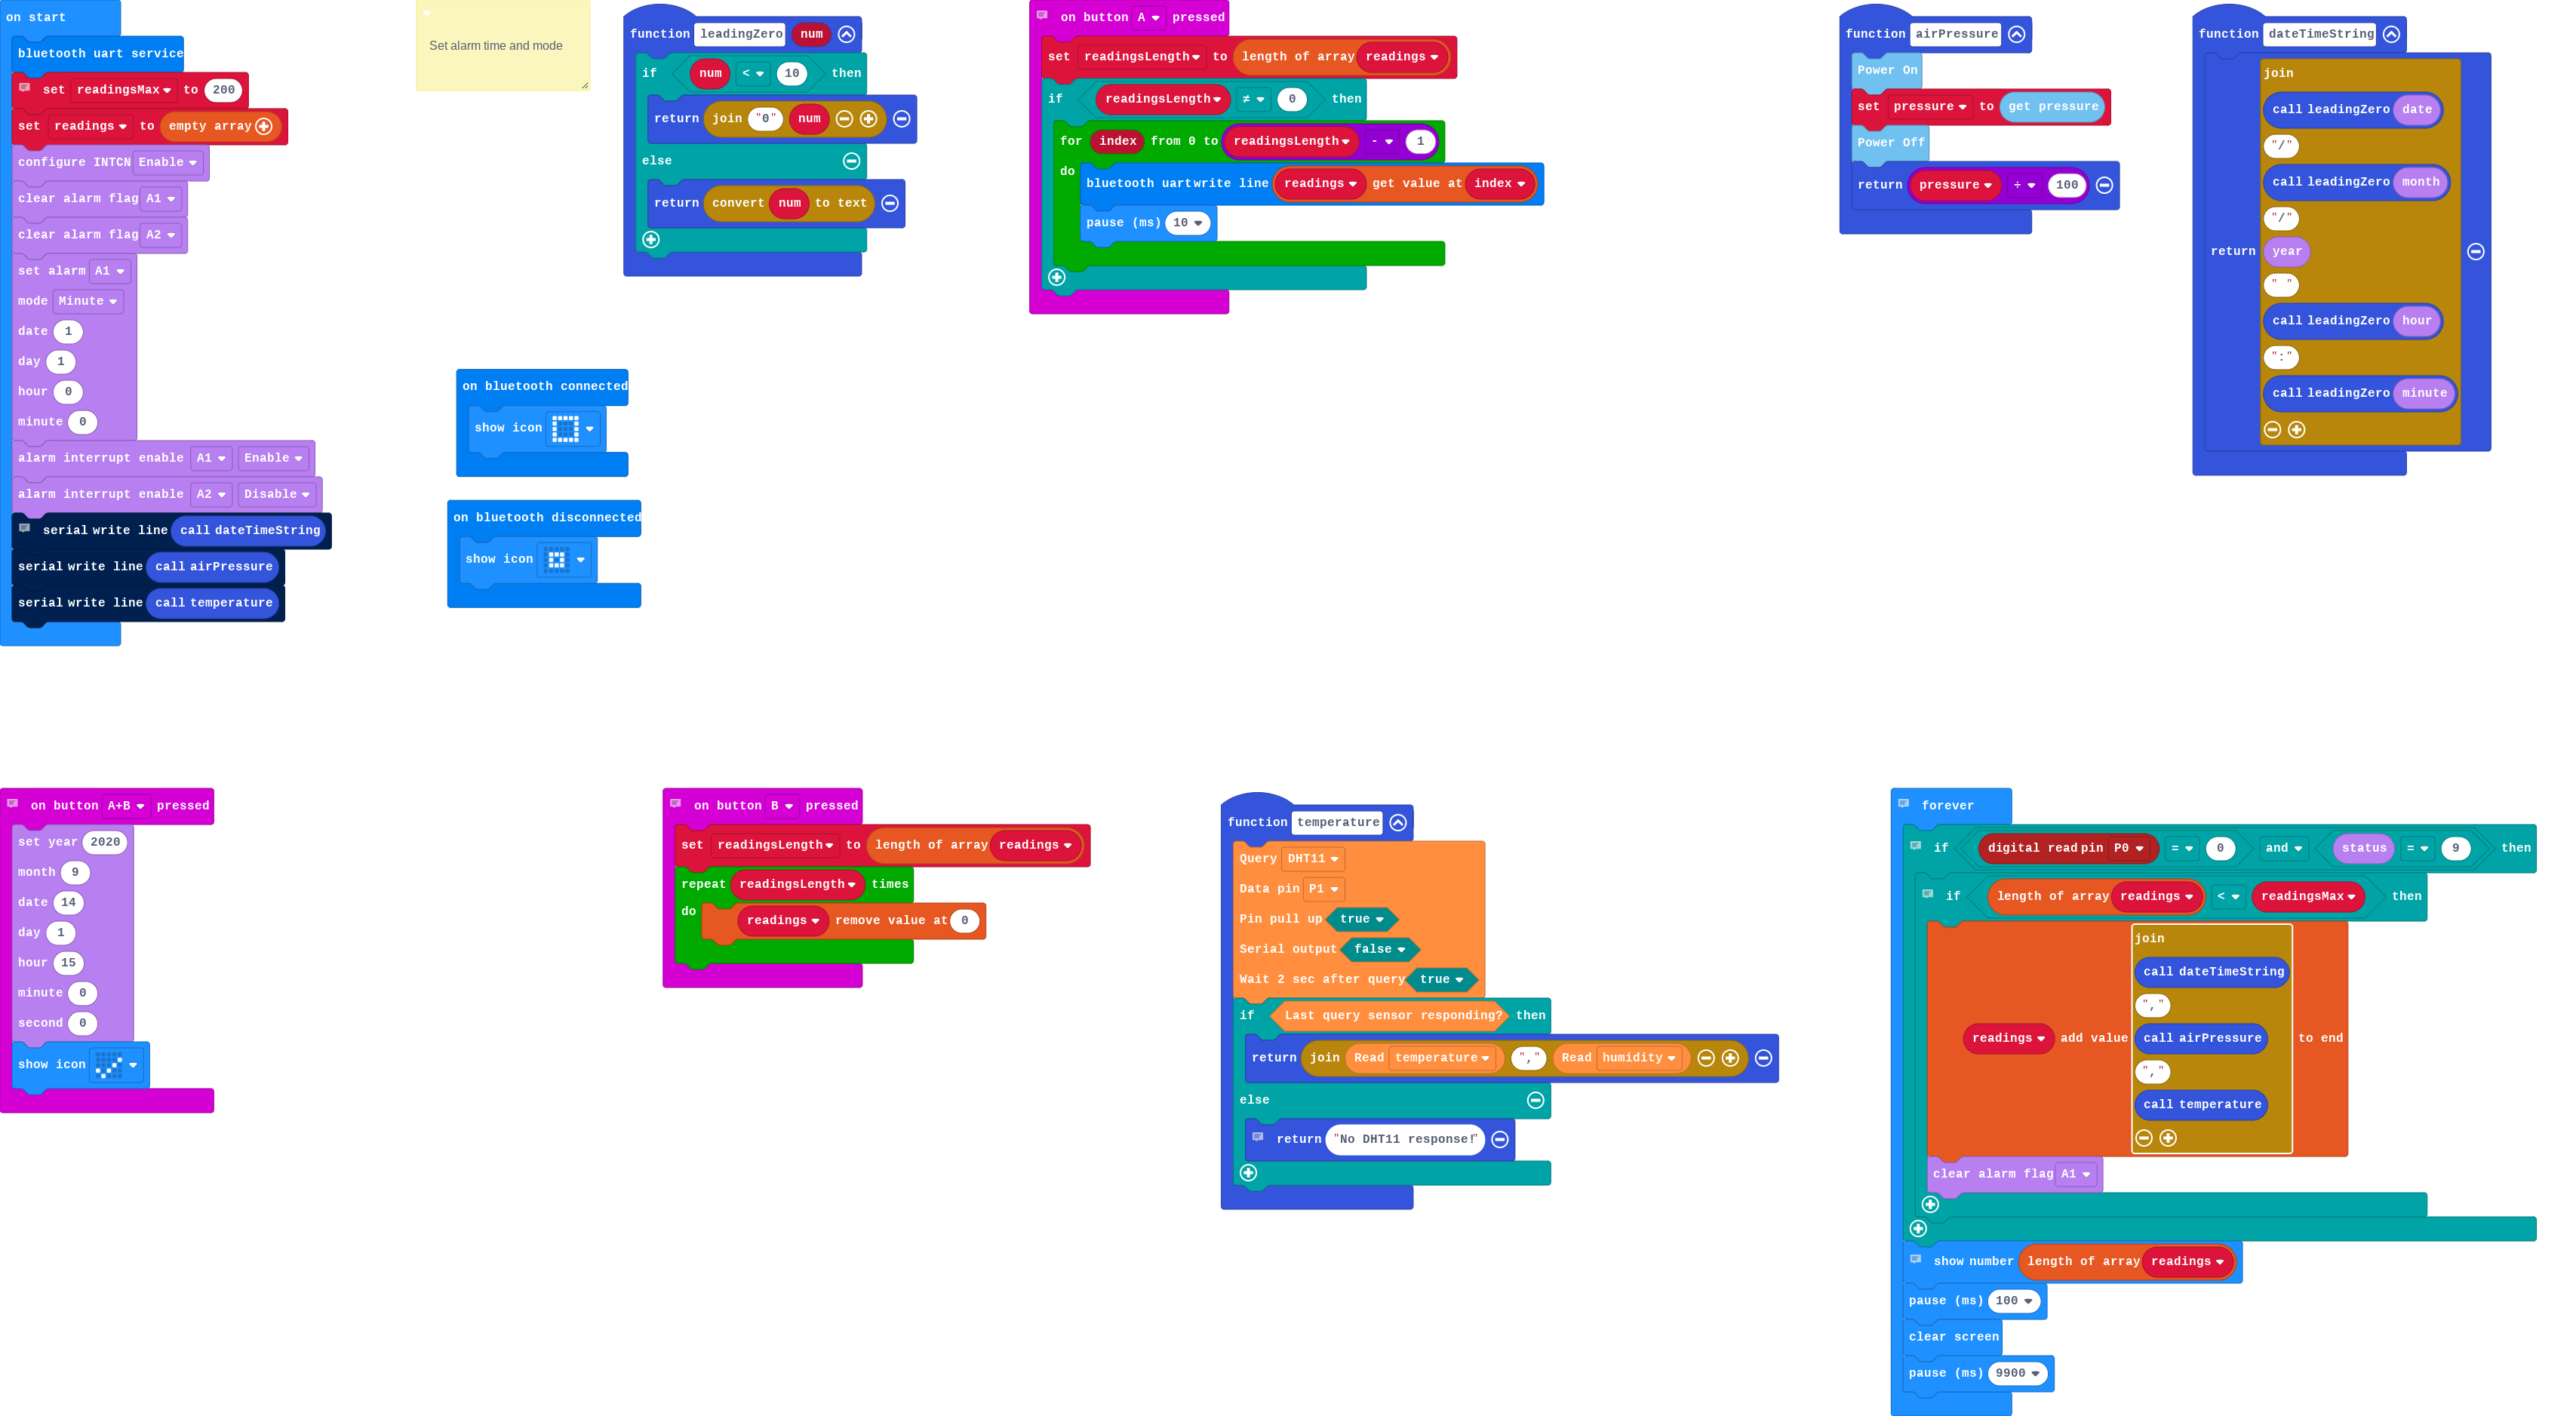 on start
bluetooth uart service
set readingsMax to 200
set readings to empty array
configure INTCN Enable
clear alarm flag A1
clear alarm flag A2
set alarm A1
mode Minute
date 1
day 1
hour 0
minute 0
alarm interrupt enable A1 Enable
alarm interrupt enable A2 Disable
serial write line call dateTimeString
serial write line call airPressure
serial write line call temperature
Set alarm time and mode
function leadingZero num
if num < 10 then
return join "0" num
else
return convert num to text
on bluetooth connected
show icon
on bluetooth disconnected
show icon
on button A pressed
set readingsLength to length of array readings
if readingsLength ≠ 0 then
for index from 0 to readingsLength - 1
do
bluetooth uart write line readings get value at index
pause (ms) 10
function airPressure
Power On
set pressure to get pressure
Power Off
return pressure ÷ 100
function dateTimeString
join
call leadingZero date
"/"
call leadingZero month
"/"
return year
" "
call leadingZero hour
":"
call leadingZero minute
on button A+B pressed
set year 2020
month 9
date 14
day 1
hour 15
minute 0
second 0
show icon
on button B pressed
set readingsLength to length of array readings
repeat readingsLength times
do readings remove value at 0
function temperature
Query DHT11
Data pin P1
Pin pull up true
Serial output false
Wait 2 sec after query true
if Last query sensor responding? then
return join Read temperature "," Read humidity
else
return "No DHT11 response!"
forever
if digital read pin P0 = 0 and status = 9 then
if length of array readings < readingsMax then
join
call dateTimeString
","
readings add value call airPressure to end
","
call temperature
clear alarm flag A1
show number length of array readings
pause (ms) 100
clear screen
pause (ms) 9900